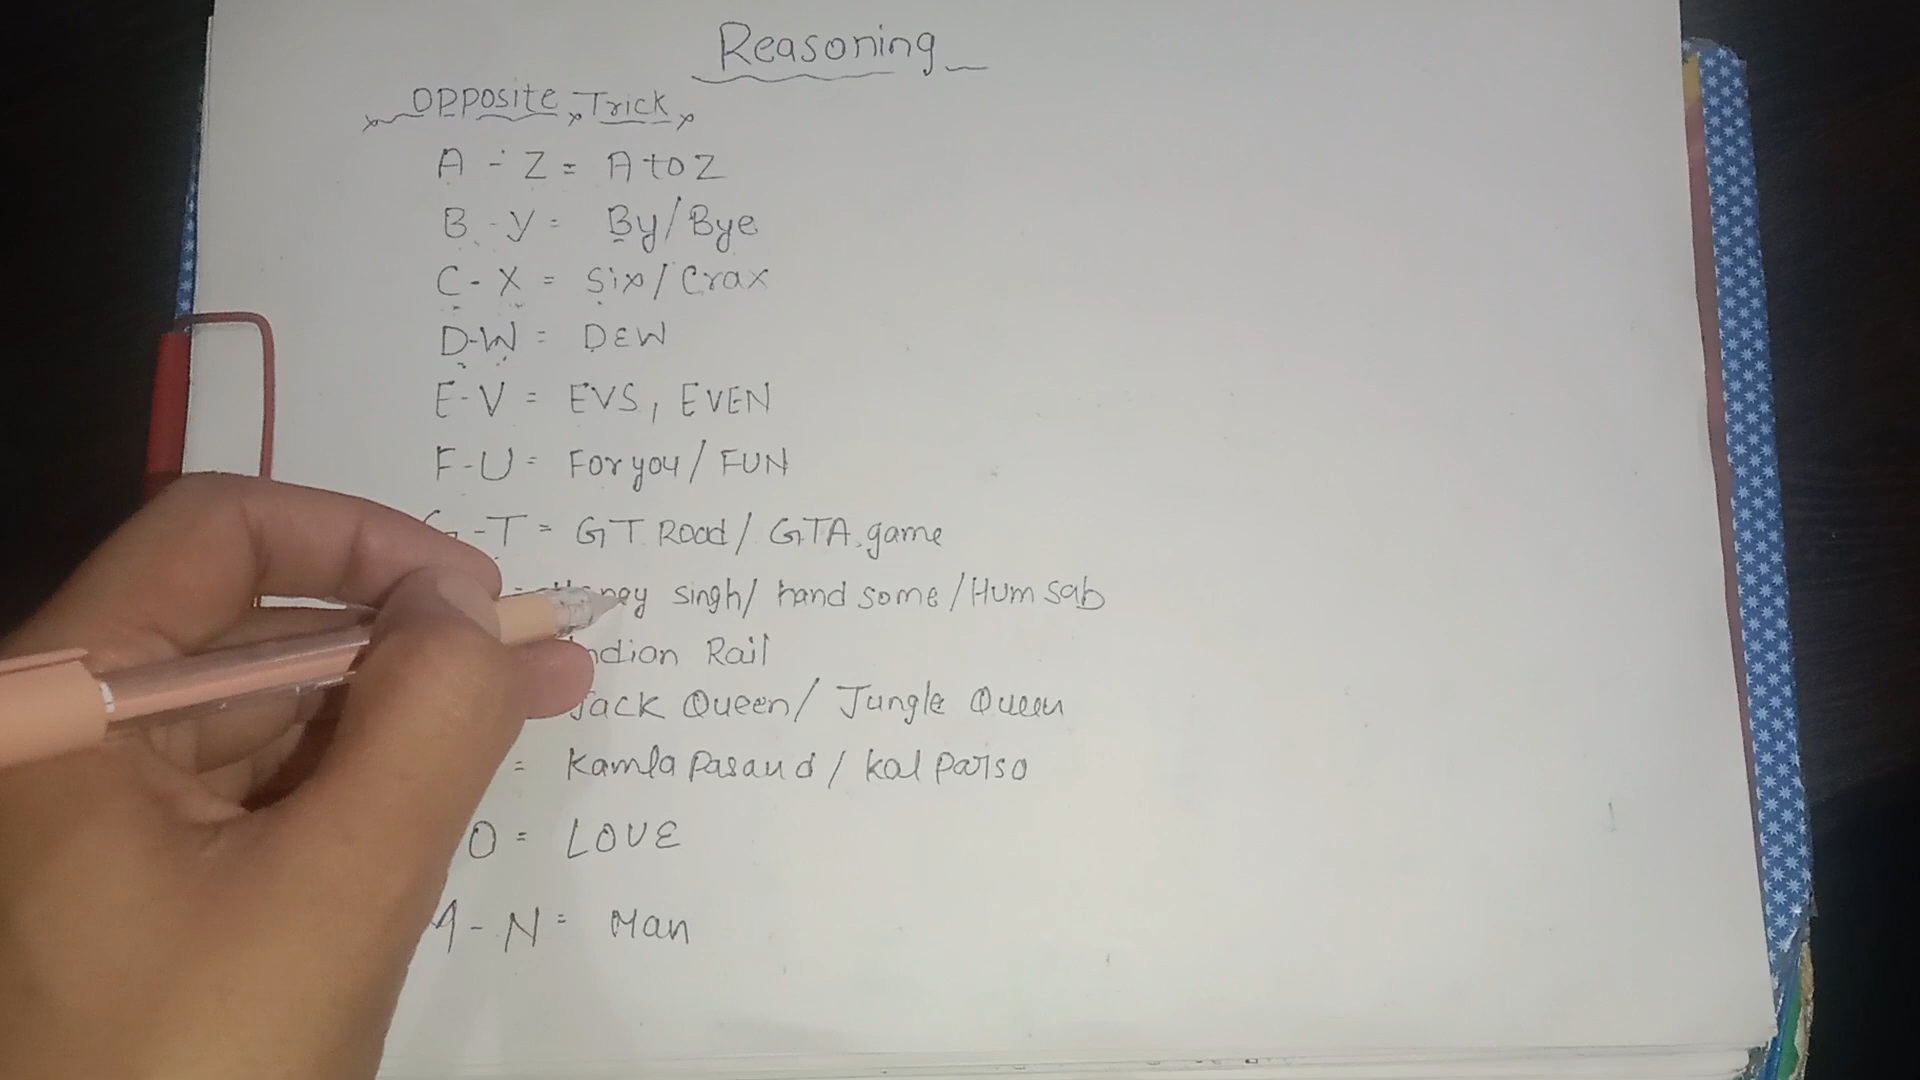 Reasoning
Opposite Trick
A - Z = A to Z
B - Y = By/Bye
C - X = Six/Crax
D-W = DEW
E-V = EVS, EVEN
F-U = For you/FUN
-T = GT Road/GTA game
= singh/hand some/Hum sab
Rail
Jack Queen/Jungle Queen
= Kamla Pasand/kal
O = LOVE
- N = Man